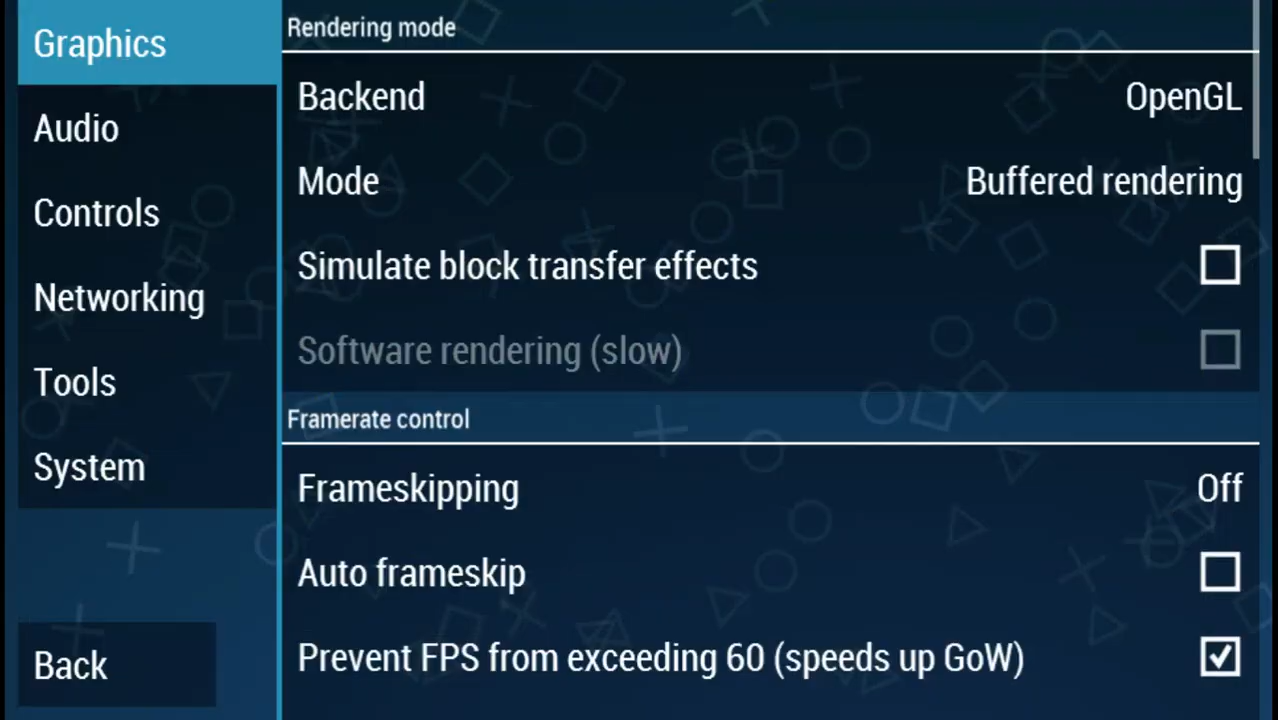 Graphics
Audio
Controls
Networking
Tools
System
Back
Rendering mode
Backend OpenGL
Mode Buffered rendering
Simulate block transfer effects
Software rendering (slow)
Framerate control
Frameskipping Off
Auto frameskip
Prevent FPS from exceeding 60 (speeds up GoW)